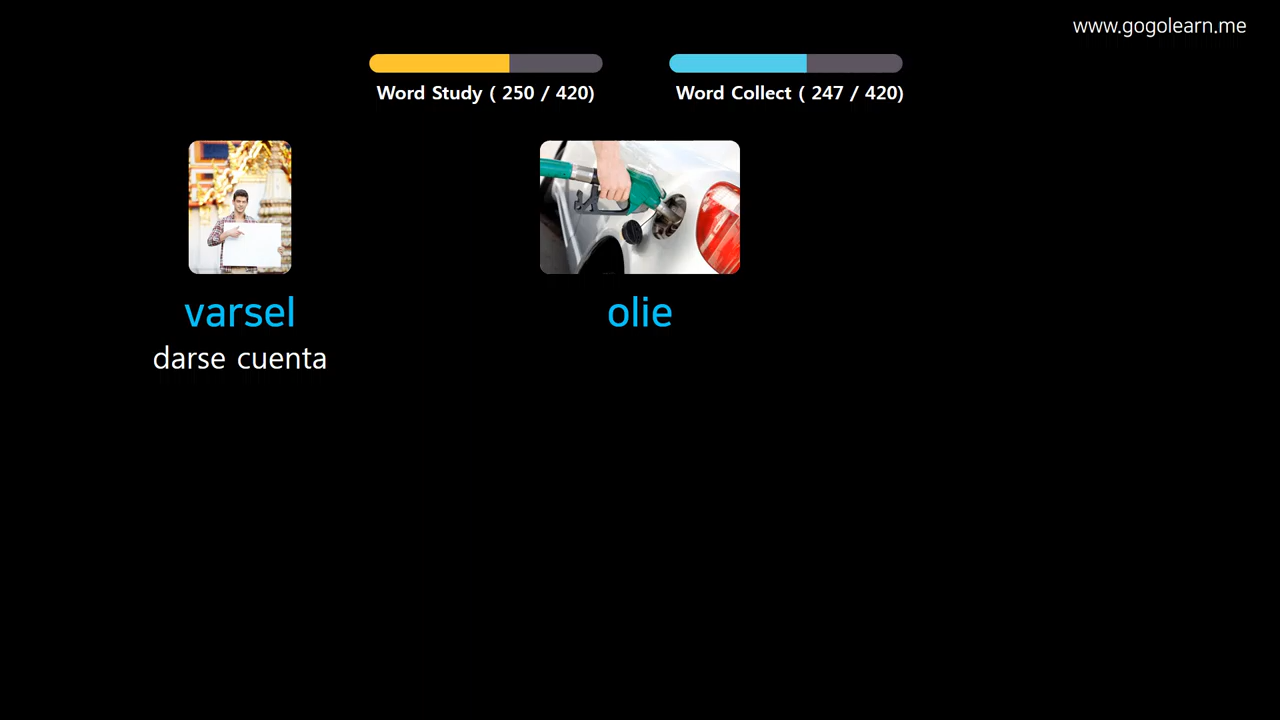 www.gogolearn.me
Word Study ( 250 / 420)
Word Collect ( 247 / 420)
varsel
olie
darse cuenta